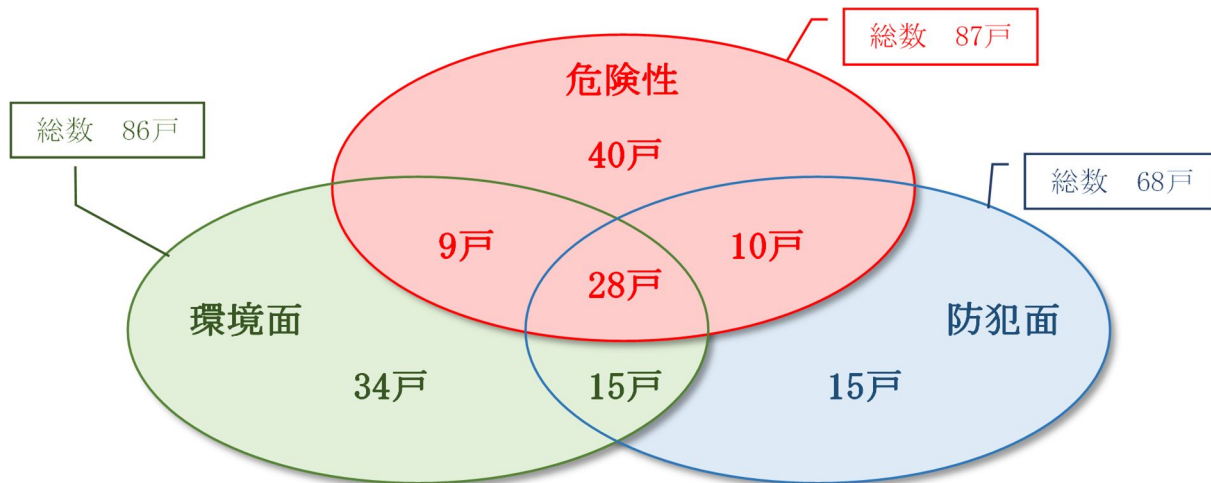 総数　87戸
危険性
総数　86戸
40戸
総数　68戸
9戸
10戸
28戸
環境面
防犯面
34戸
15戸
15戸